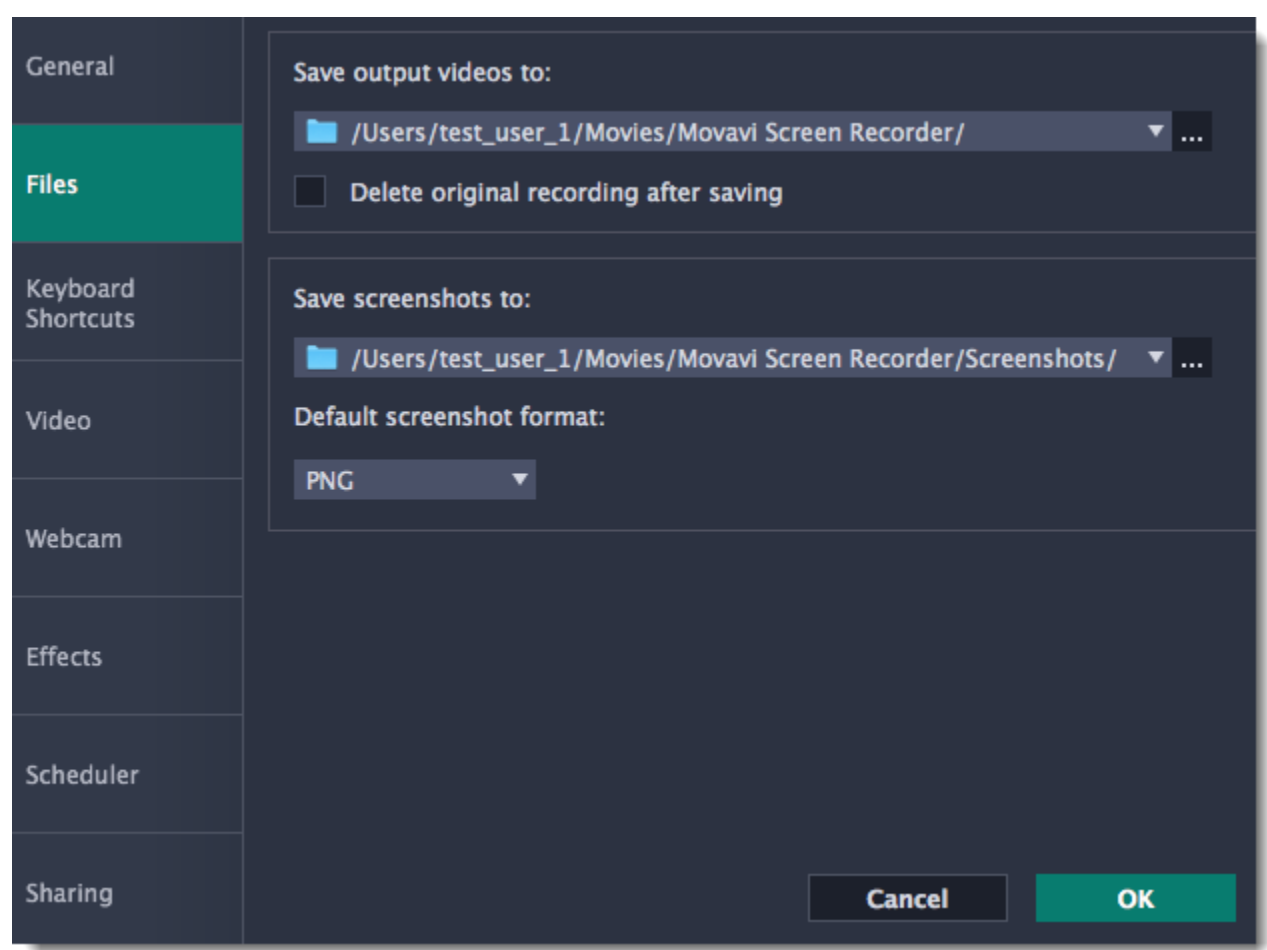 General
Files
Keyboard
Shortcuts
Video
Webcam
Effects
Scheduler
Sharing
Save output videos to:
/Users/test_user_1/Movies/Movavi Screen Recorder/
...
Delete original recording after saving
Save screenshots to:
/Users/test_user_1/Movies/Movavi Screen Recorder/Screenshots/
...
Default screenshot format:
PNG
Cancel
OK